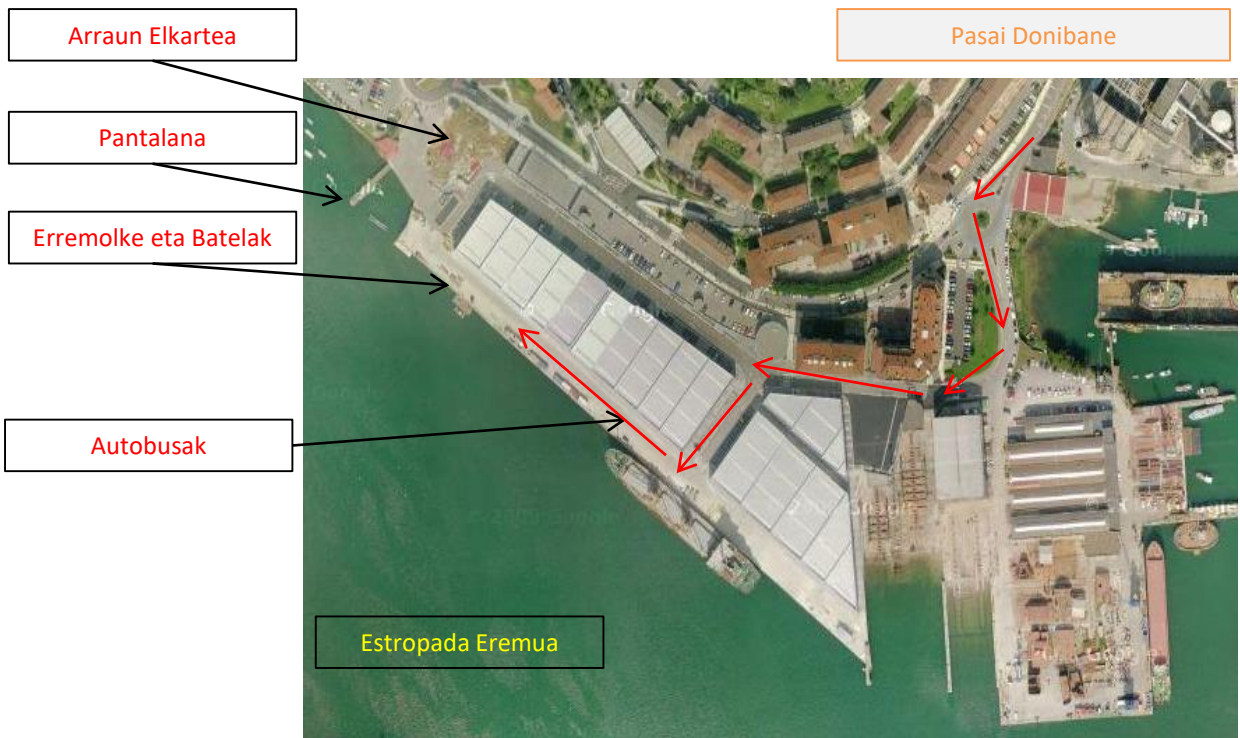 Arraun Elkartea
Pasai Donibane
Pantalana
Erremolke eta Batelak
Autobusak
Estropada Eremua